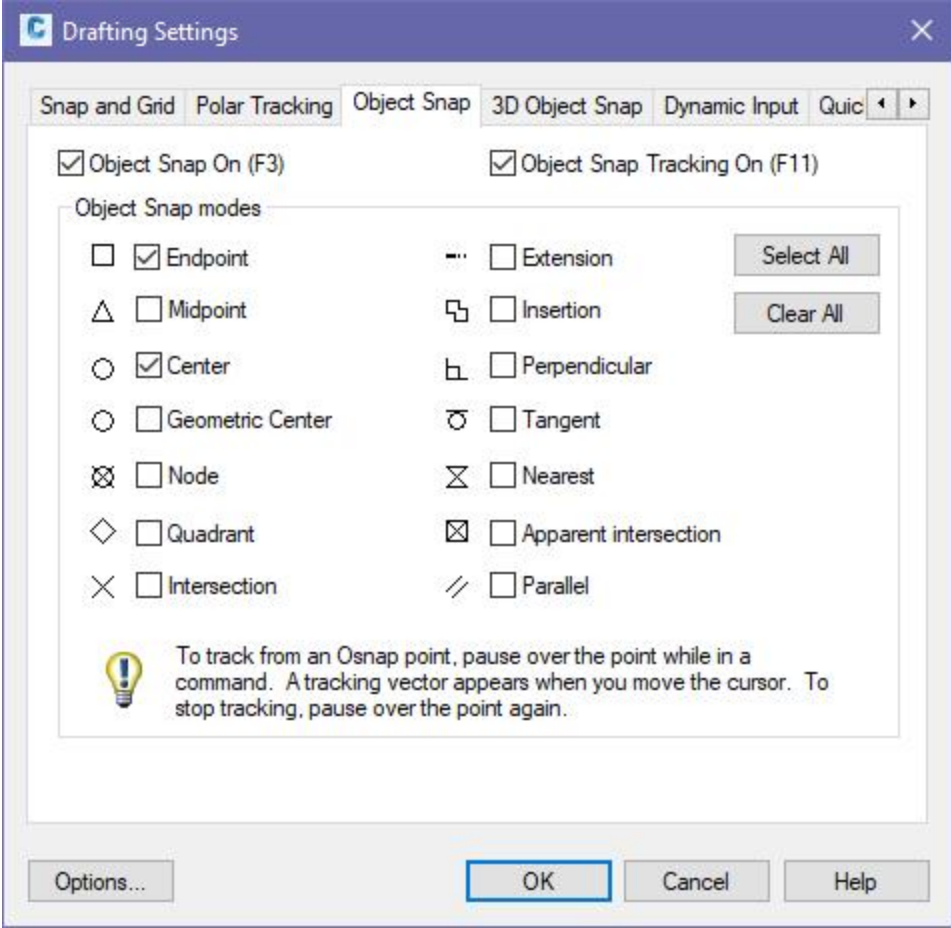 Drafting Settings
Snap and Grid Polar Tracking Object Snap 3D Object Snap Dynamic Input Quic
Object Snap On (F3) Object Snap Tracking On (F11)
Object Snap modes
Endpoint Extension Select All
Midpoint Insertion Clear All
Center Perpendicular
Geometric Center Tangent
Node Nearest
Quadrant Apparent intersection
Intersection Parallel
To track from an Osnap point, pause over the point while in a
command. A tracking vector appears when you move the cursor. To
stop tracking, pause over the point again.
Options... OK Cancel Help